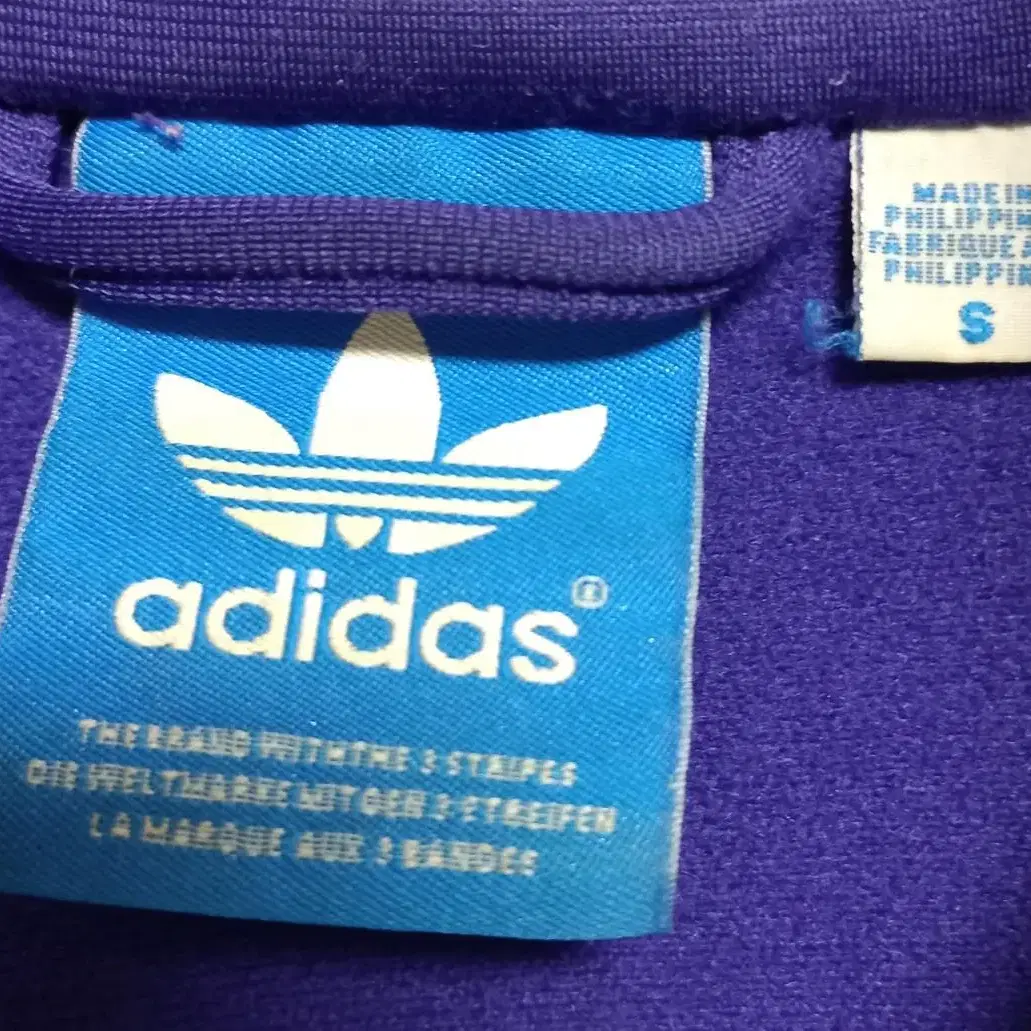 adidas®
THE BRAND WITH THE 3 STRIPES
DIE WELTMARKE MIT DEN 3 STREIFEN
LA MARQUE AUX 3 BANDES
MADE IN
PHILIPPIN
FABRIQUE A
PHILIPPIN
S